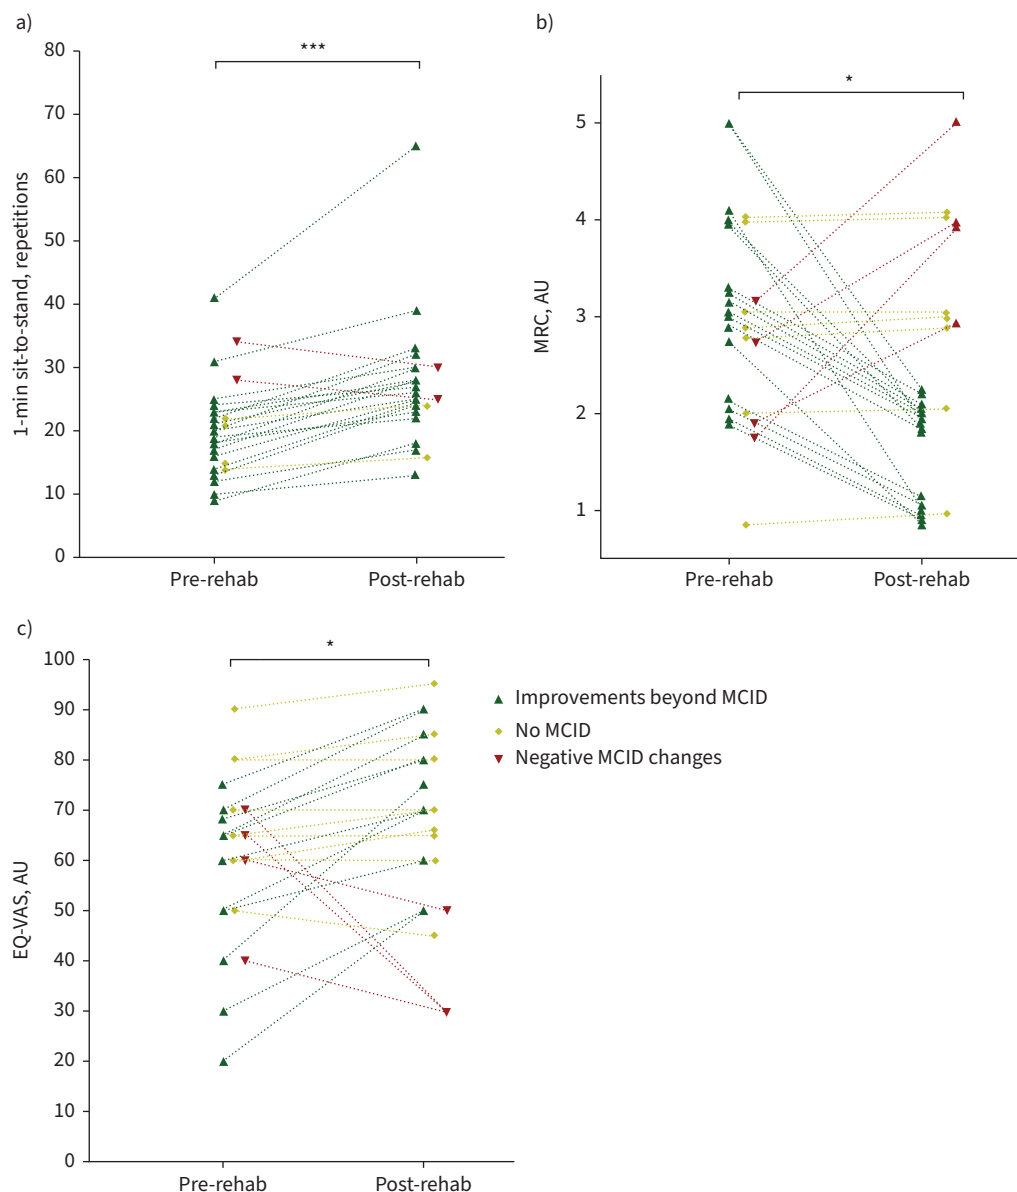 a)
***
80
70
60
50
40
30
20
10
0
1-min sit-to-stand, repetitions
Pre-rehab Post-rehab
b)
*
5
4
3
2
1
MRC, AU
Pre-rehab Post-rehab
c)
*
100
90
80
70
60
50
40
30
20
10
0
EQ-VAS, AU
Pre-rehab Post-rehab
Improvements beyond MCID
No MCID
Negative MCID changes